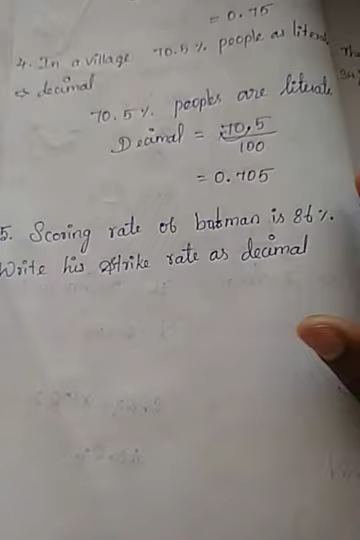 = 0.75
4. In a village 70.5% people as
as decimal
70.5% peoples are literate
Decimal = 70.5
100
= 0.705
5. Scoring rate of batman is 86%.
Write his strike rate as decimal